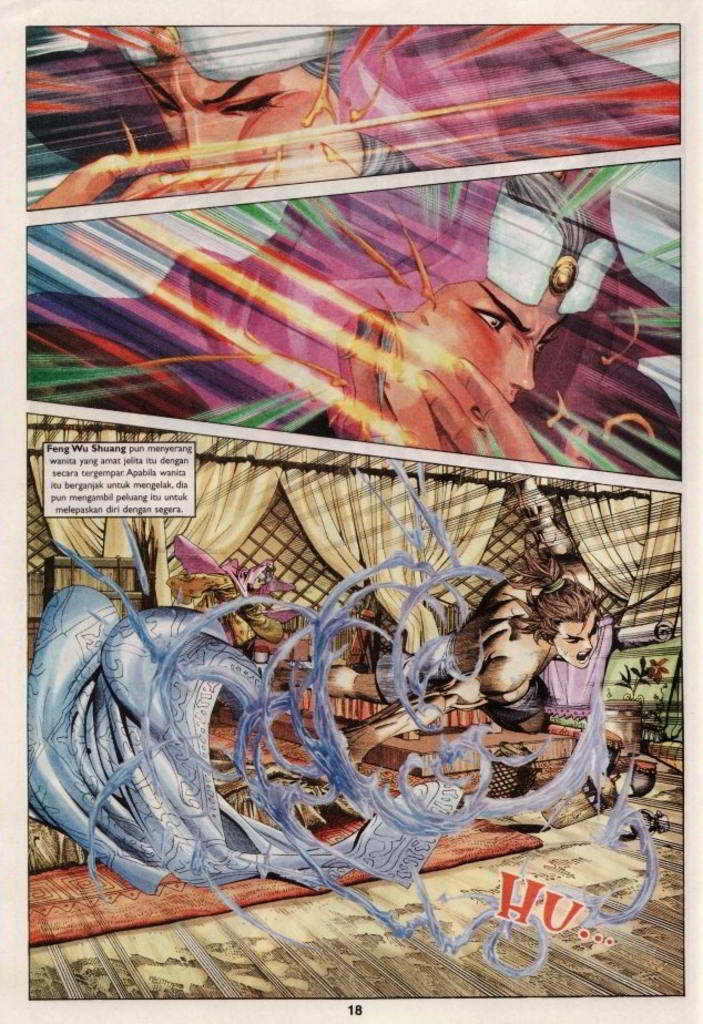 Feng Wu Shuang pun menyerang
wanita yang amat jelita itu dengan
secara tergempar. Apabila wanita
itu berganjak untuk mengelak, dia
pun mengambil peluang itu untuk
melepaskan diri dengan segera.
HU...
18